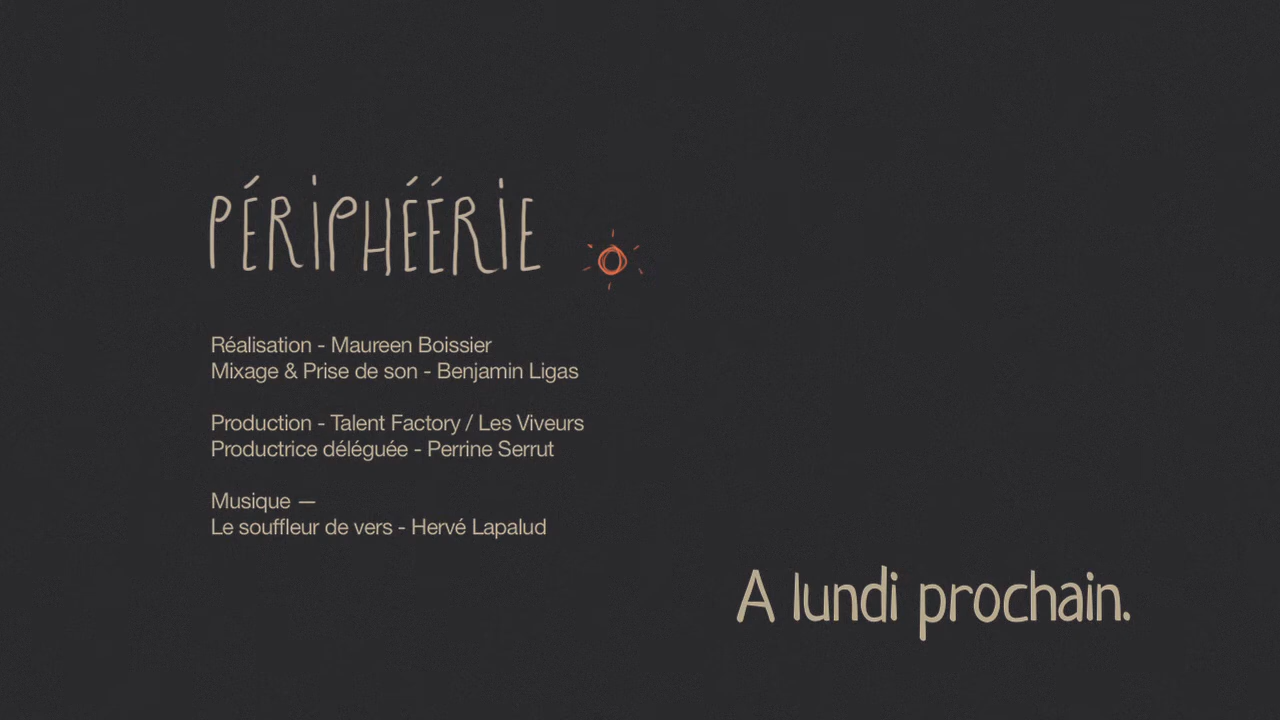 PÉRIPHÉÉRIE
Réalisation - Maureen Boissier
Mixage & Prise de son - Benjamin Ligas
Production - Talent Factory / Les Viveurs
Productrice déléguée - Perrine Serrut
Musique —
Le souffleur de vers - Hervé Lapalud
A lundi prochain.